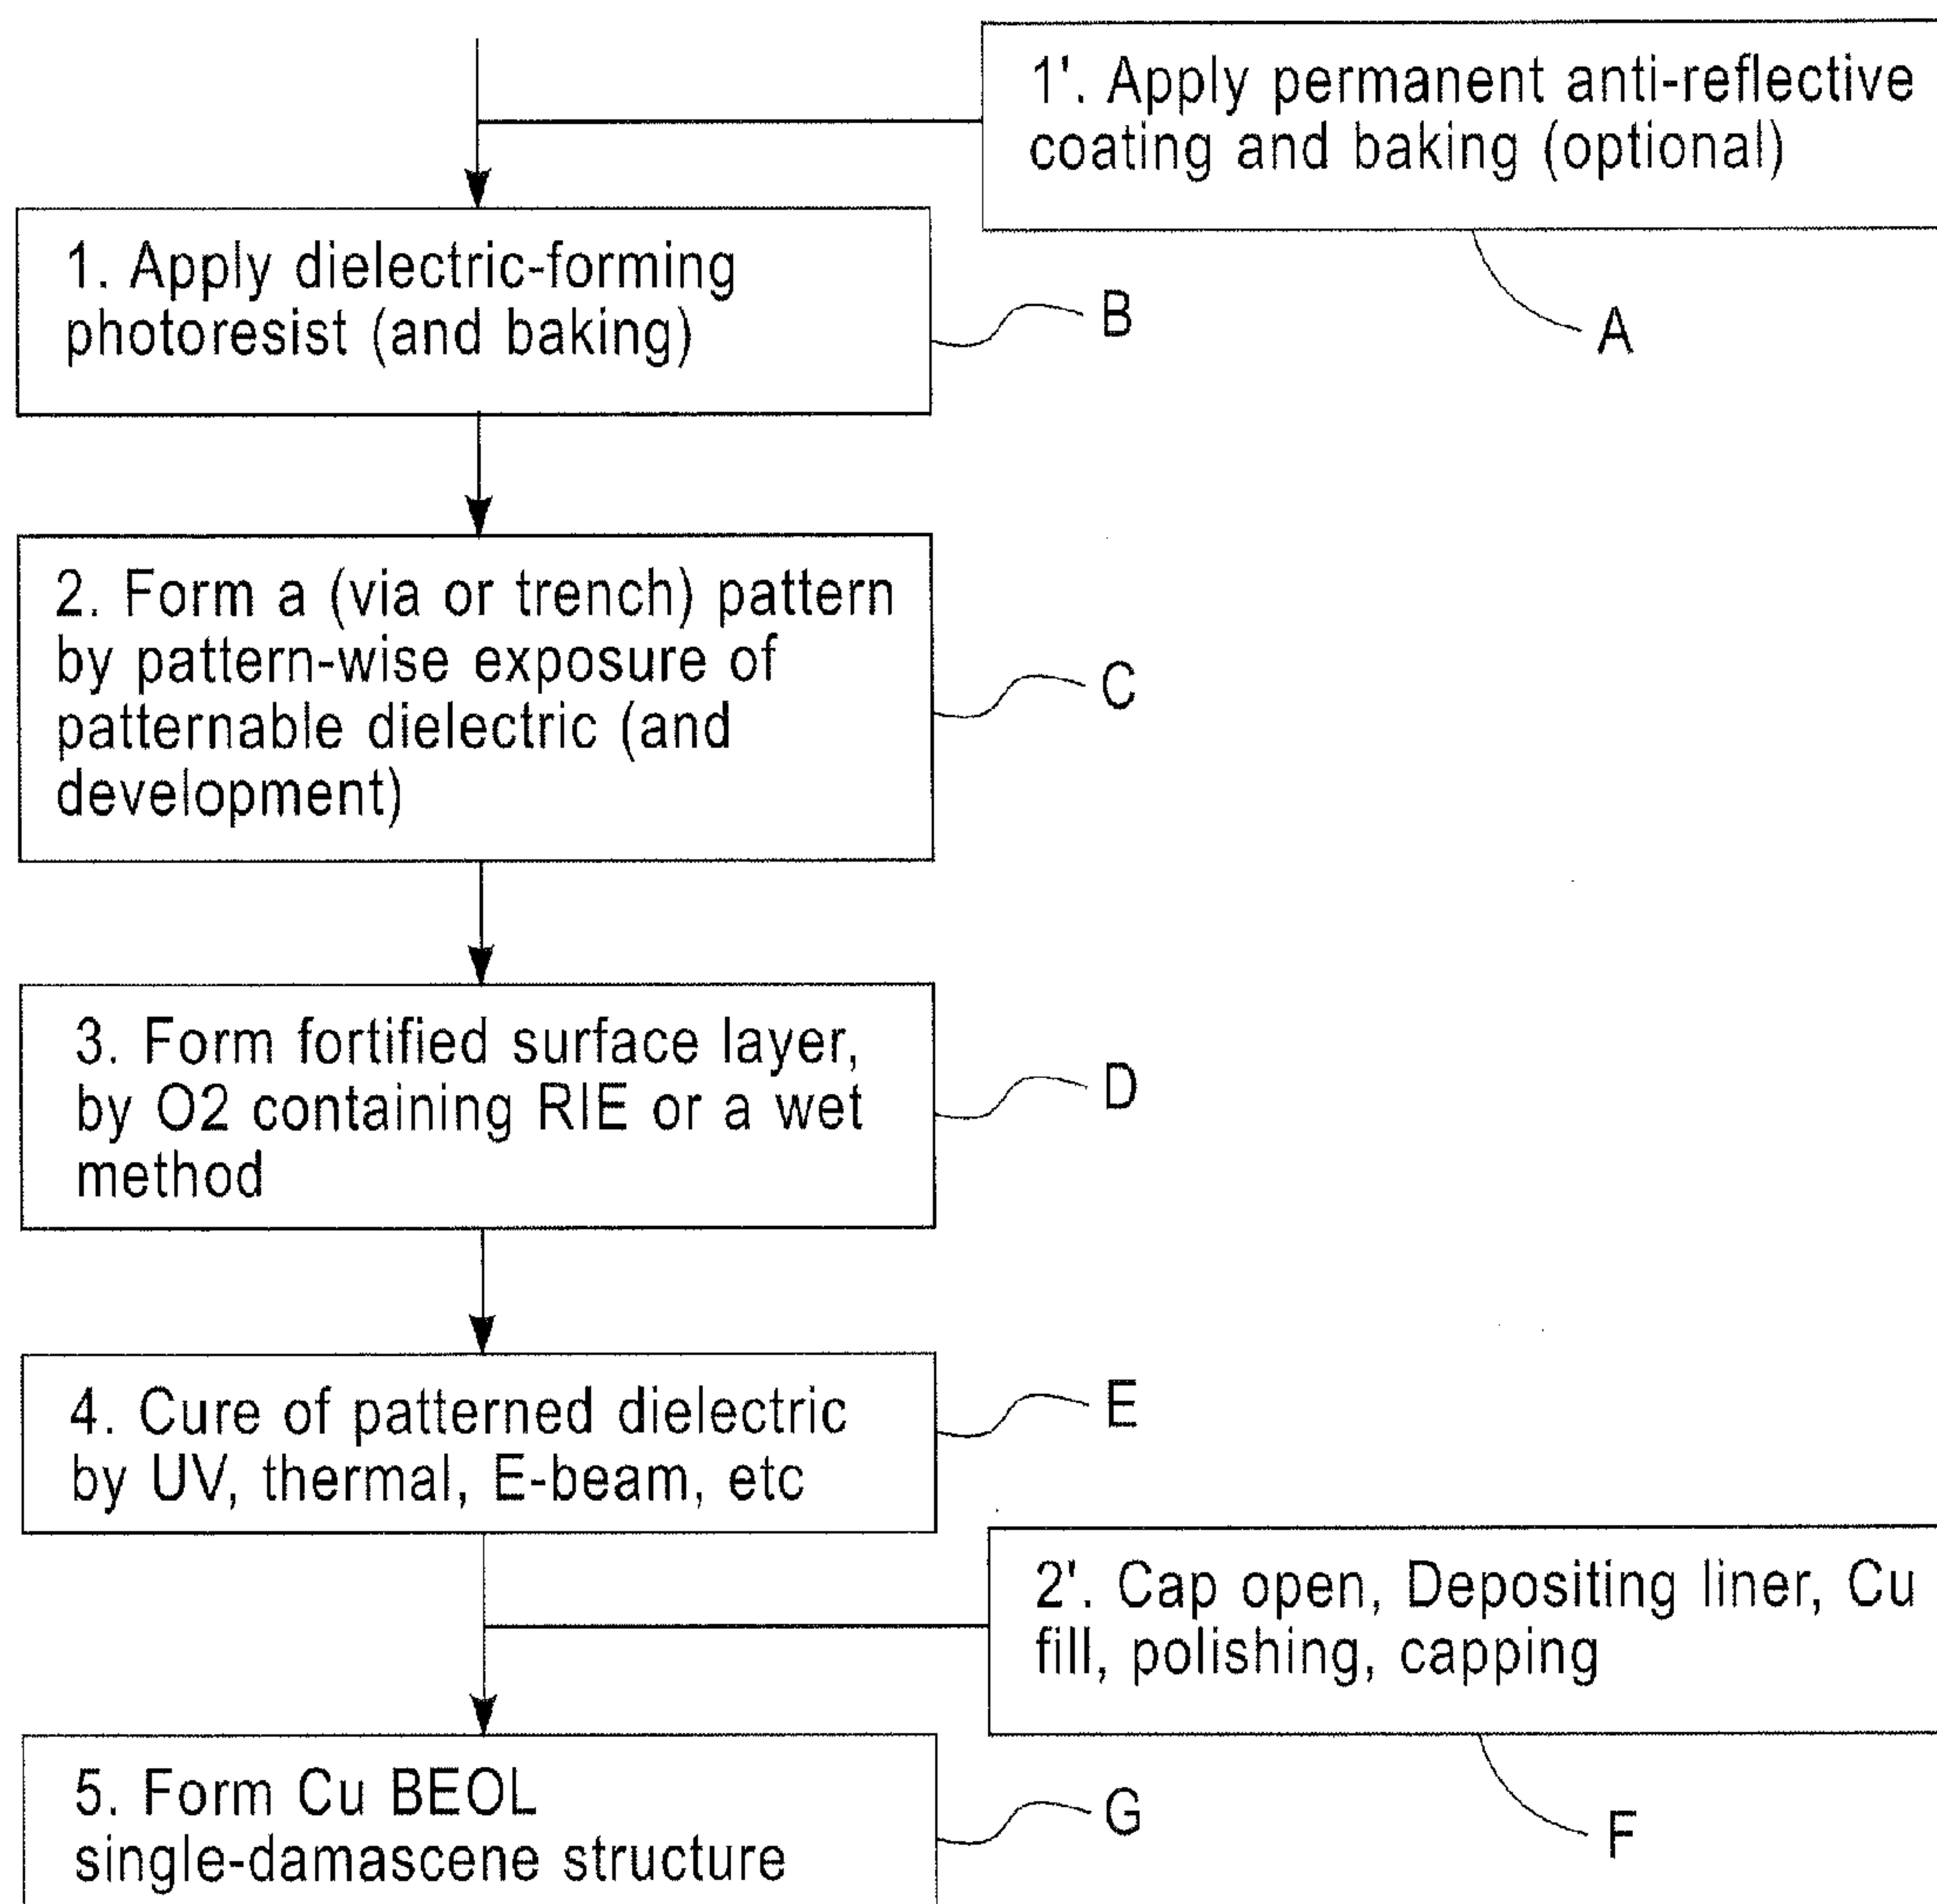 1'. Apply permanent anti-reflective
coating and baking (optional)
A
1. Apply dielectric-forming
photoresist (and baking)
B
2. Form a (via or trench) pattern
by pattern-wise exposure of
patternable dielectric (and
development)
C
3. Form fortified surface layer,
by O2 containing RIE or a wet
method
D
4. Cure of patterned dielectric
by UV, thermal, E-beam, etc
E
2'. Cap open, Depositing liner, Cu
fill, polishing, capping
F
5. Form Cu BEOL
single-damascene structure
G